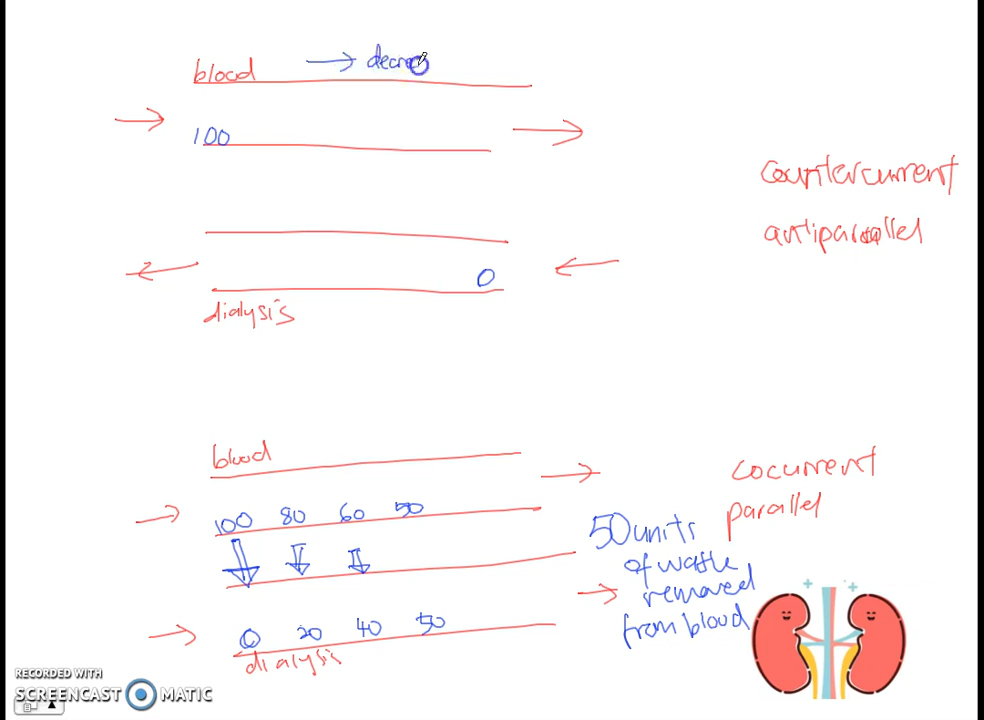 blood → decre
→ 100 →
countercurrent
antiparallel
← 0 ←
dialysis
blood →
cocurrent
parallel
→ 100 80 60 50
50 units
of waste
removed
from blood
→ 0 20 40 50 →
dialysis
RECORDED WITH
SCREENCAST MATIC